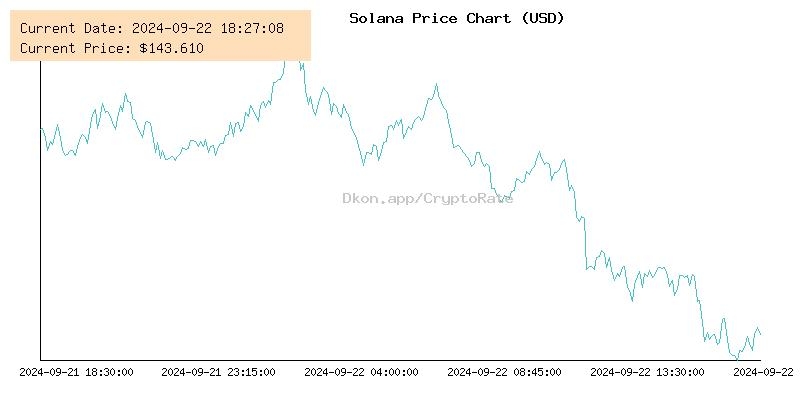 Solana Price Chart (USD)
Current Date: 2024-09-22 18:27:08
Current Price: $143.610
Dkon.app/CryptoRate
2024-09-21 18:30:00
2024-09-21 23:15:00
2024-09-22 04:00:00
2024-09-22 08:45:00
2024-09-22 13:30:00
2024-09-22